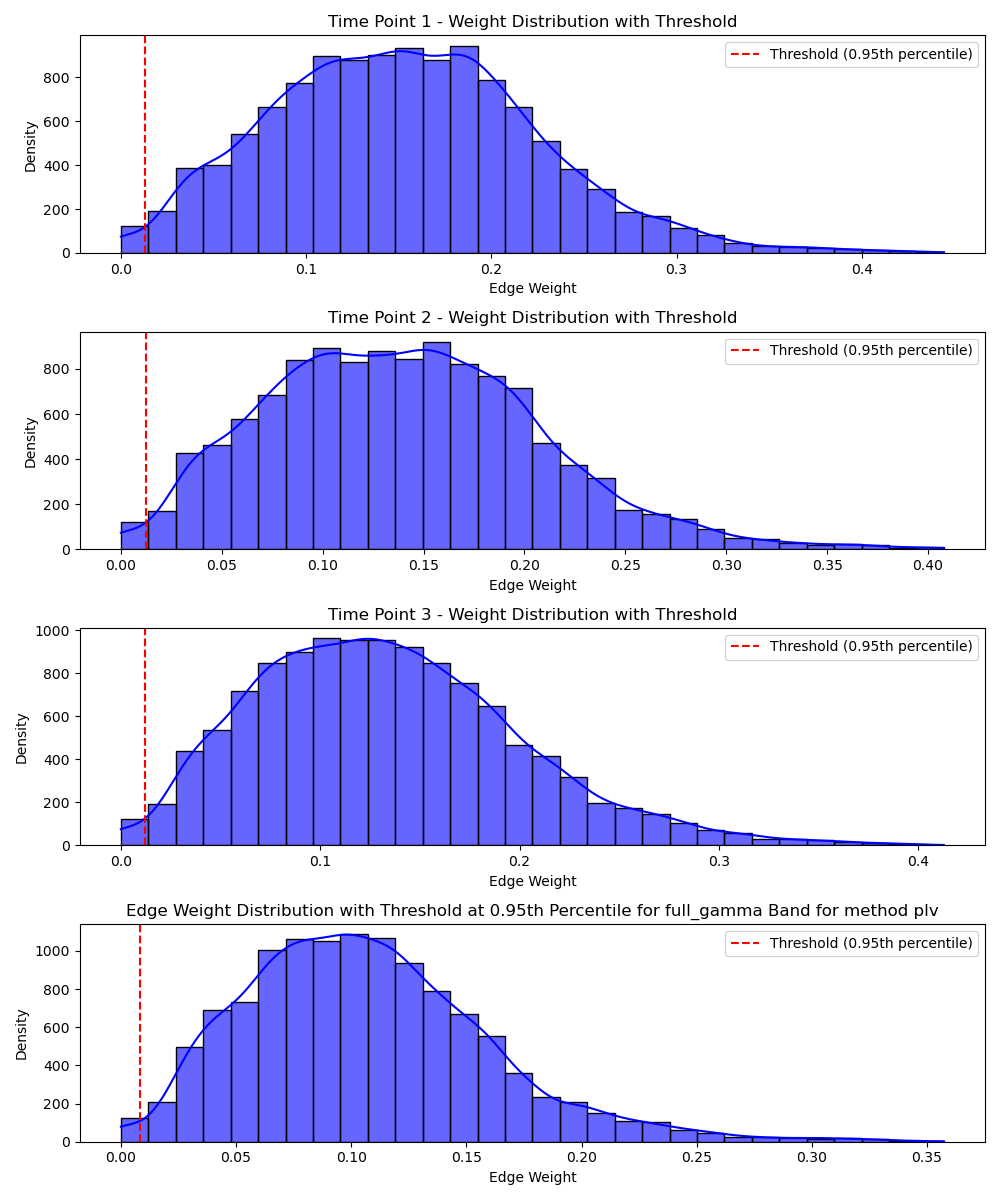 Time Point 1 - Weight Distribution with Threshold
Threshold (0.95th percentile)
800
600
400
200
0
Density
0.0 0.1 0.2 0.3 0.4
Edge Weight
Time Point 2 - Weight Distribution with Threshold
Threshold (0.95th percentile)
800
600
400
200
0
Density
0.00 0.05 0.10 0.15 0.20 0.25 0.30 0.35 0.40
Edge Weight
Time Point 3 - Weight Distribution with Threshold
Threshold (0.95th percentile)
1000
800
600
400
200
0
Density
0.0 0.1 0.2 0.3 0.4
Edge Weight
Edge Weight Distribution with Threshold at 0.95th Percentile for full_gamma Band for method plv
Threshold (0.95th percentile)
1000
800
600
400
200
0
Density
0.00 0.05 0.10 0.15 0.20 0.25 0.30 0.35
Edge Weight